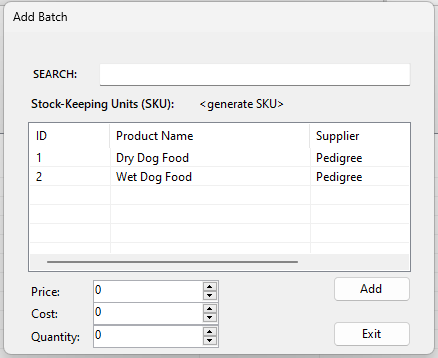 Add Batch
SEARCH:
Stock-Keeping Units (SKU): <generate SKU>
ID Product Name Supplier
1 Dry Dog Food Pedigree
2 Wet Dog Food Pedigree
Price: 0 Add
Cost: 0
Quantity: 0 Exit